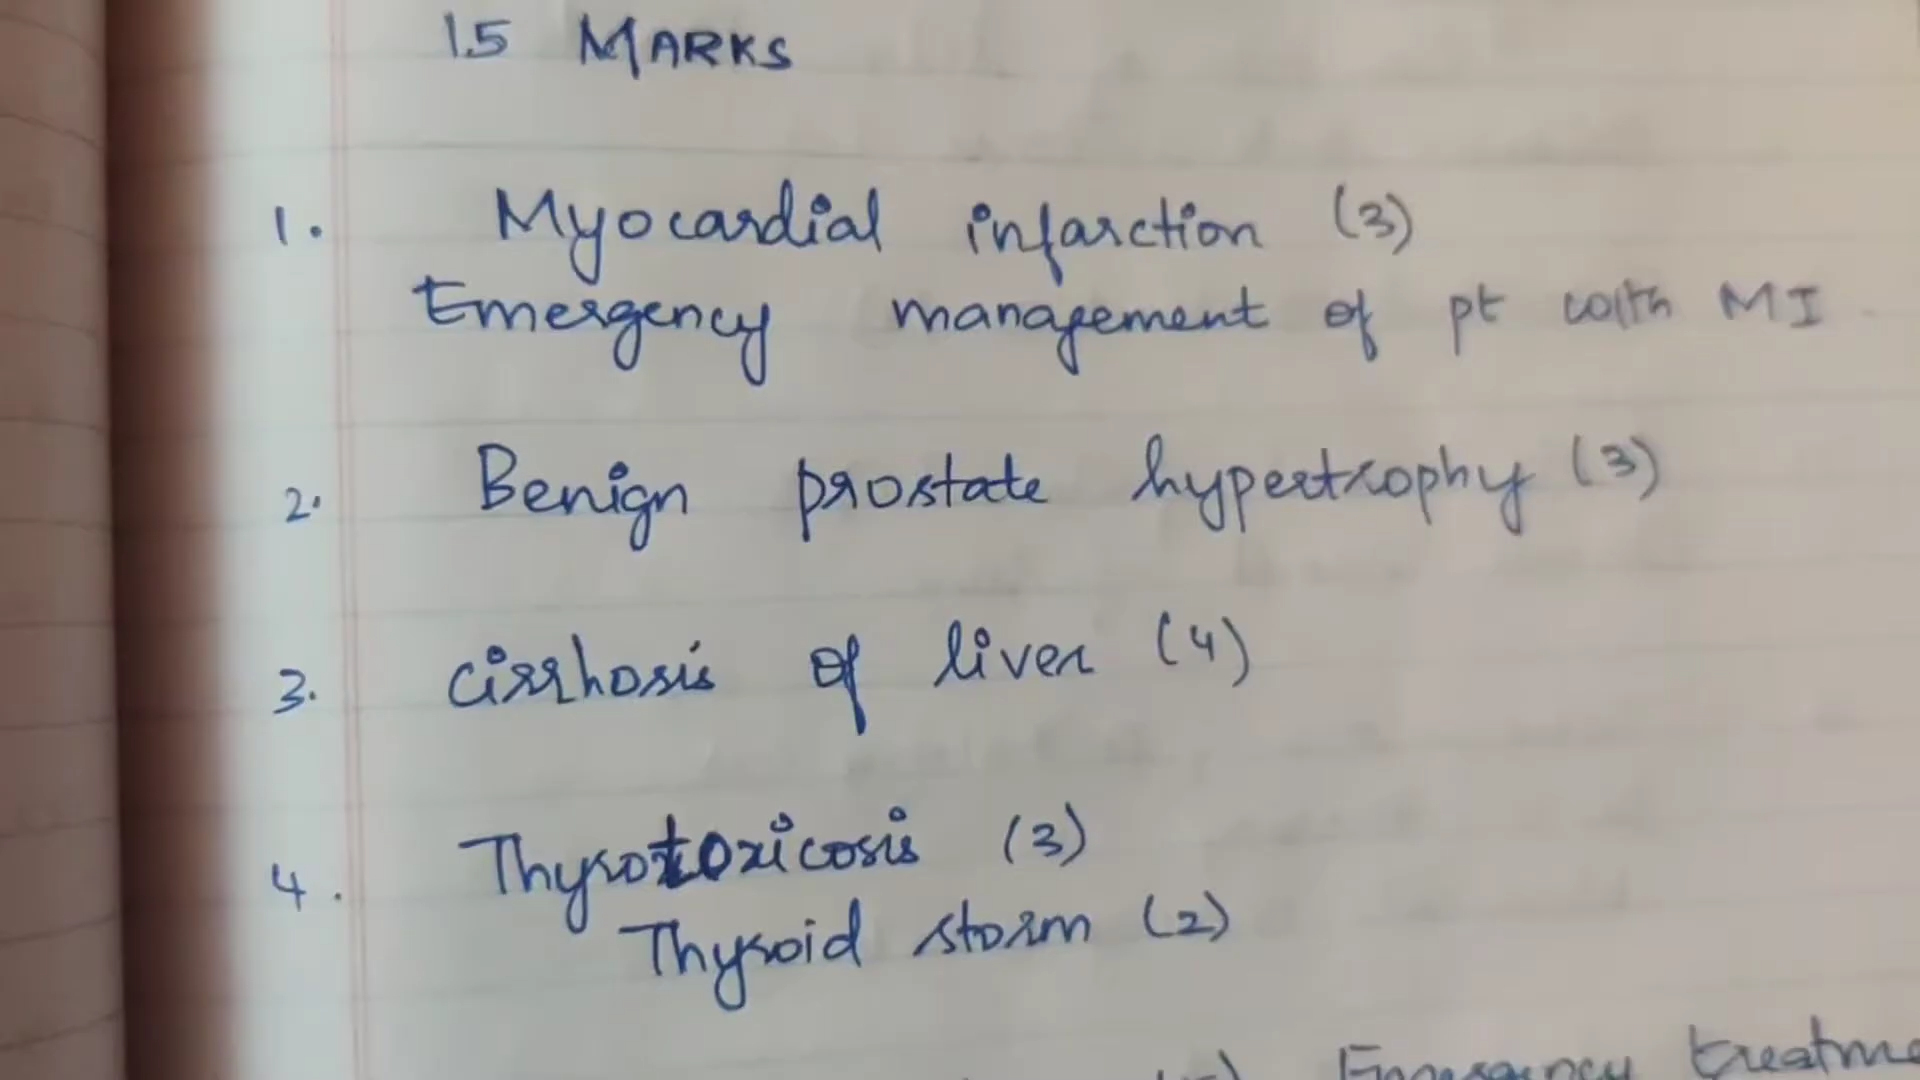 15 MARKS
1. Myocardial infarction (3)
Emergency management of pt with MI
2. Benign prostate hypertrophy (3)
3. cirrhosis of liver (4)
4. Thyrotoxicosis (3)
Thyroid storm (2)
Emergency